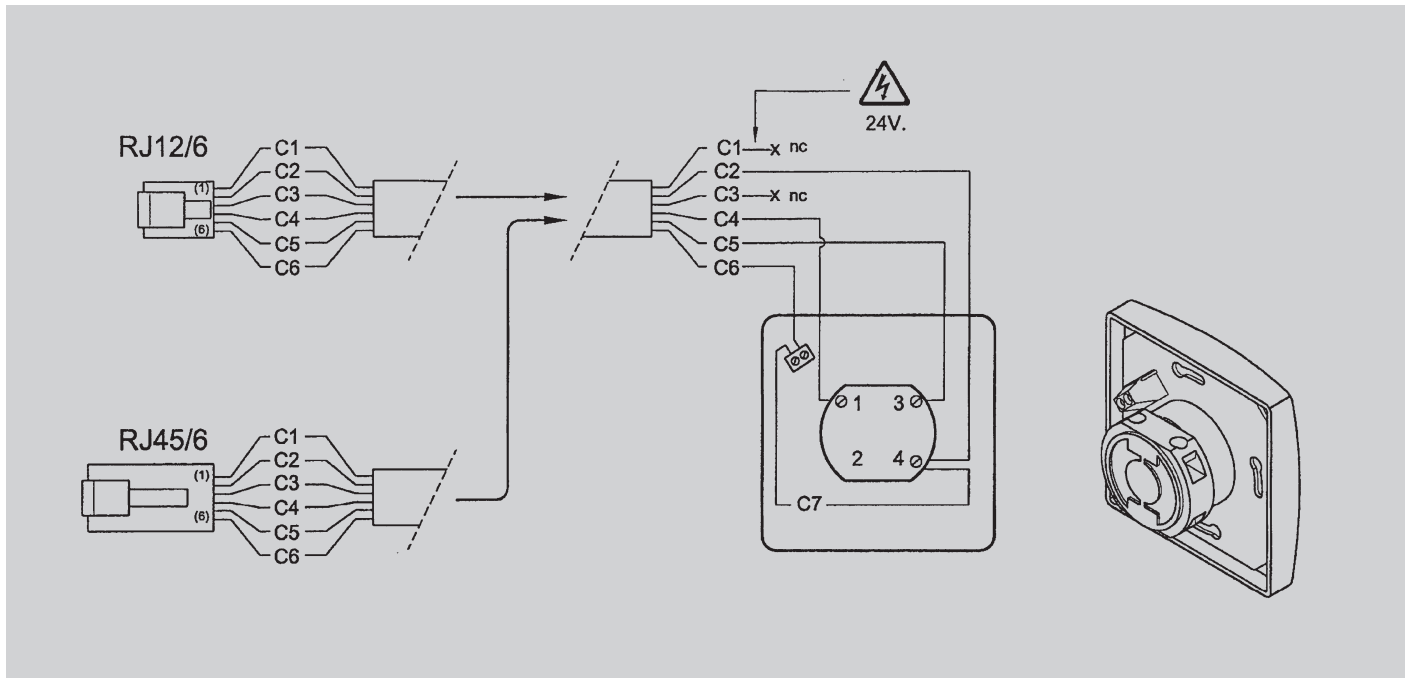 RJ12/6
(1)
(6)
C1
C2
C3
C4
C5
C6
24V.
C1 x nc
C2
C3 x nc
C4
C5
C6
1 3
2 4
C7
RJ45/6
(1)
(6)
C1
C2
C3
C4
C5
C6